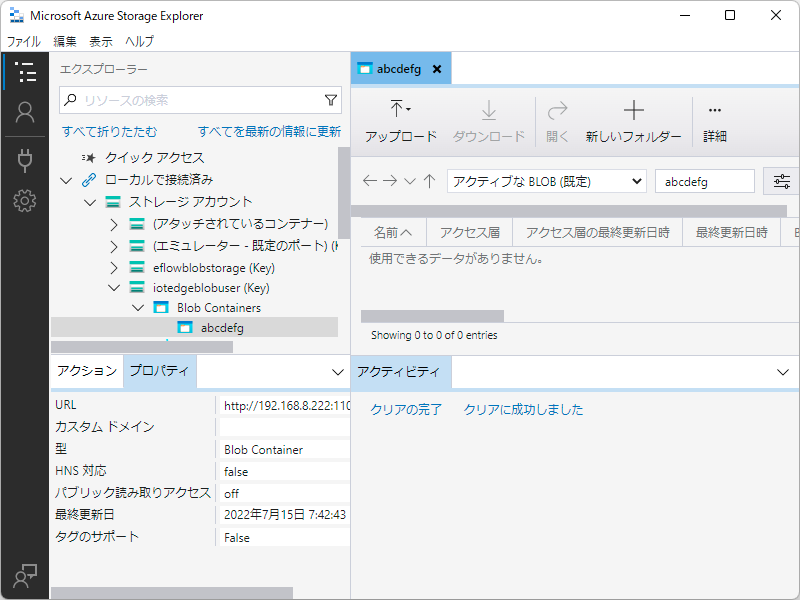 Microsoft Azure Storage Explorer
ファイル 編集 表示 ヘルプ
エクスプローラー
リソースの検索
すべて折りたたむ すべてを最新の情報に更新
クイック アクセス
ローカルで接続済み
ストレージ アカウント
(アタッチされているコンテナー)
(エミュレーター - 既定のポート) (K
eflowblobstorage (Key)
iotedgeblobuser (Key)
Blob Containers
abcdefg
アクション プロパティ
URL http://192.168.8.222:110
カスタム ドメイン
型 Blob Container
HNS 対応 false
パブリック読み取りアクセス off
最終更新日 2022年7月15日 7:42:43
タグのサポート False
abcdefg
アップロード ダウンロード 開く 新しいフォルダー 詳細
アクティブな BLOB (既定) abcdefg
名前 アクセス層 アクセス層の最終更新日時 最終更新日時
使用できるデータがありません。
Showing 0 to 0 of 0 entries
アクティビティ
クリアの完了 クリアに成功しました